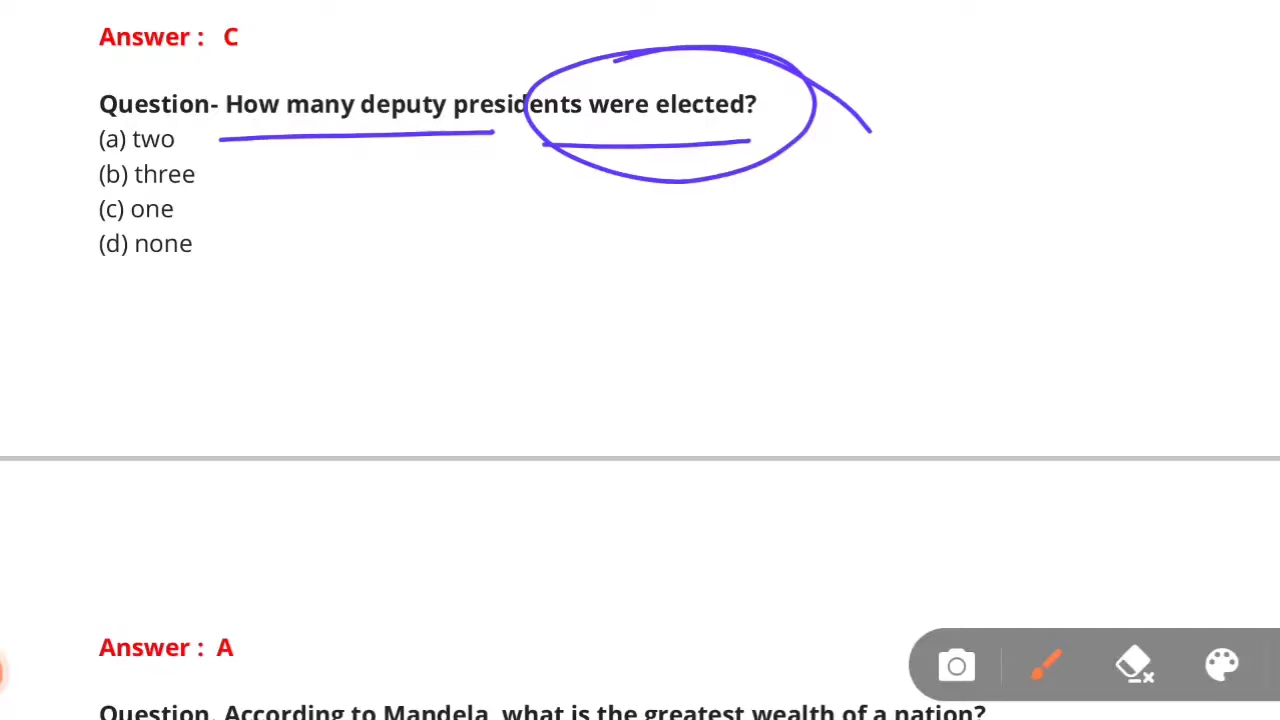 Answer : C
Question- How many deputy presidents were elected?
(a) two
(b) three
(c) one
(d) none
Answer : A
Question. According to Mandela, what is the greatest wealth of a nation?